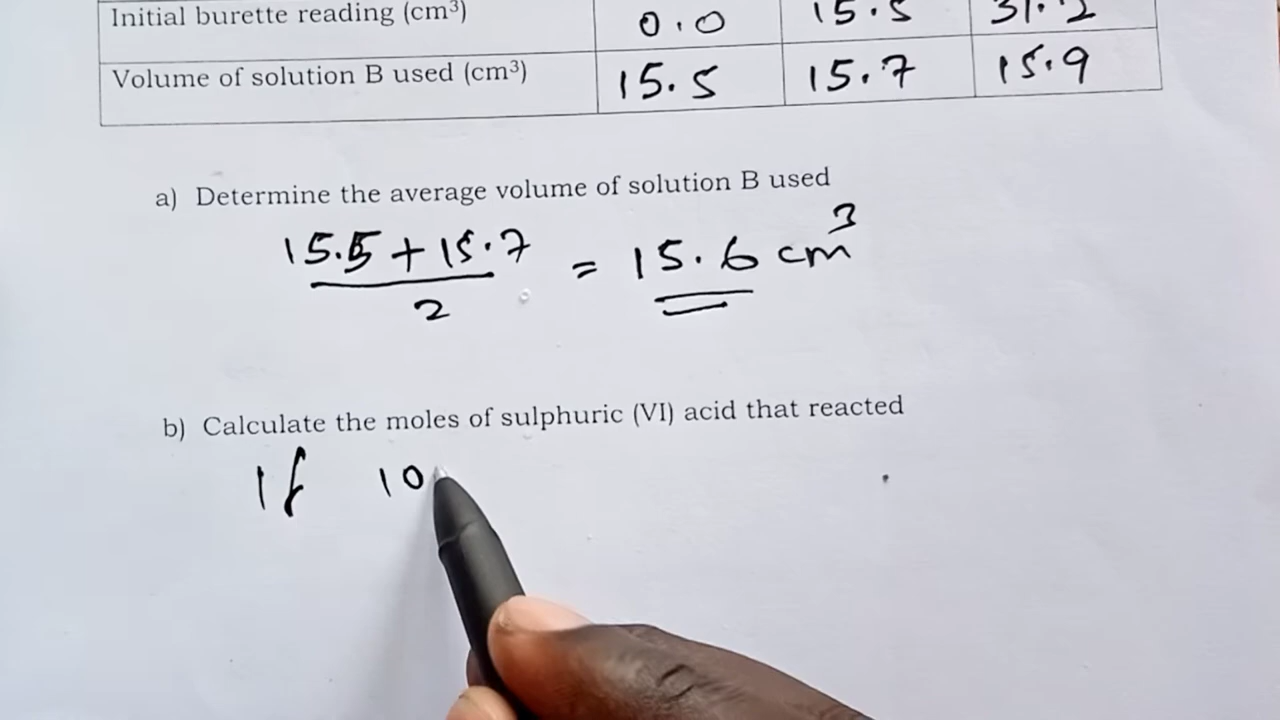 Initial burette reading (cm³) 0.0 15.5 31.2
Volume of solution B used (cm³) 15.5 15.7 15.9
a) Determine the average volume of solution B used
15.5 + 15.7
2
= 15.6 cm³
b) Calculate the moles of sulphuric (VI) acid that reacted
If 10